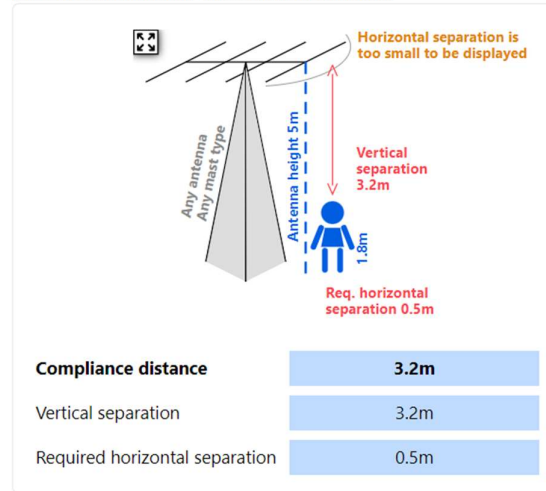 Horizontal separation is
too small to be displayed
Any antenna
Any mast type
Antenna height 5m
Vertical
separation
3.2m
1.8m
Req. horizontal
separation 0.5m
Compliance distance 3.2m
Vertical separation 3.2m
Required horizontal separation 0.5m